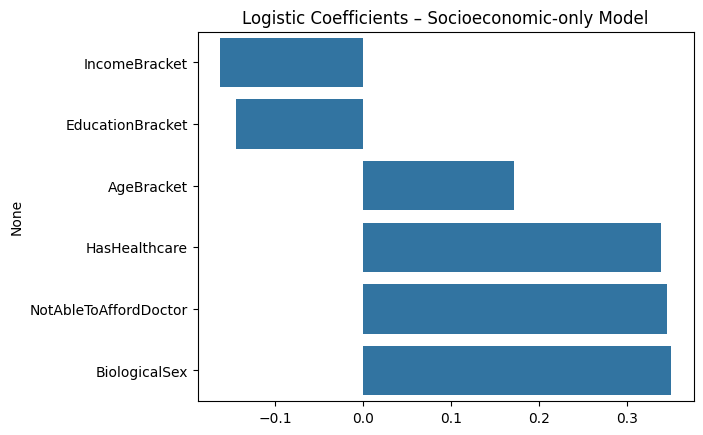 Logistic Coefficients – Socioeconomic-only Model
IncomeBracket
EducationBracket
AgeBracket
HasHealthcare
NotAbleToAffordDoctor
BiologicalSex
None
−0.1 0.0 0.1 0.2 0.3